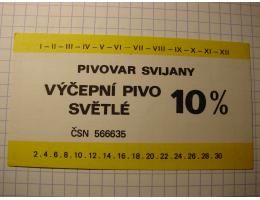 I – II – III – IV – V – VI – VII – VIII – IX – X – XI – XII
PIVOVAR SVIJANY
VÝČEPNÍ PIVO
SVĚTLÉ
10 %
ČSN 566635
2 . 4 . 6 . 8 . 10 . 12 . 14 . 16 . 18 . 20 . 22 . 24 . 26 . 28 . 30